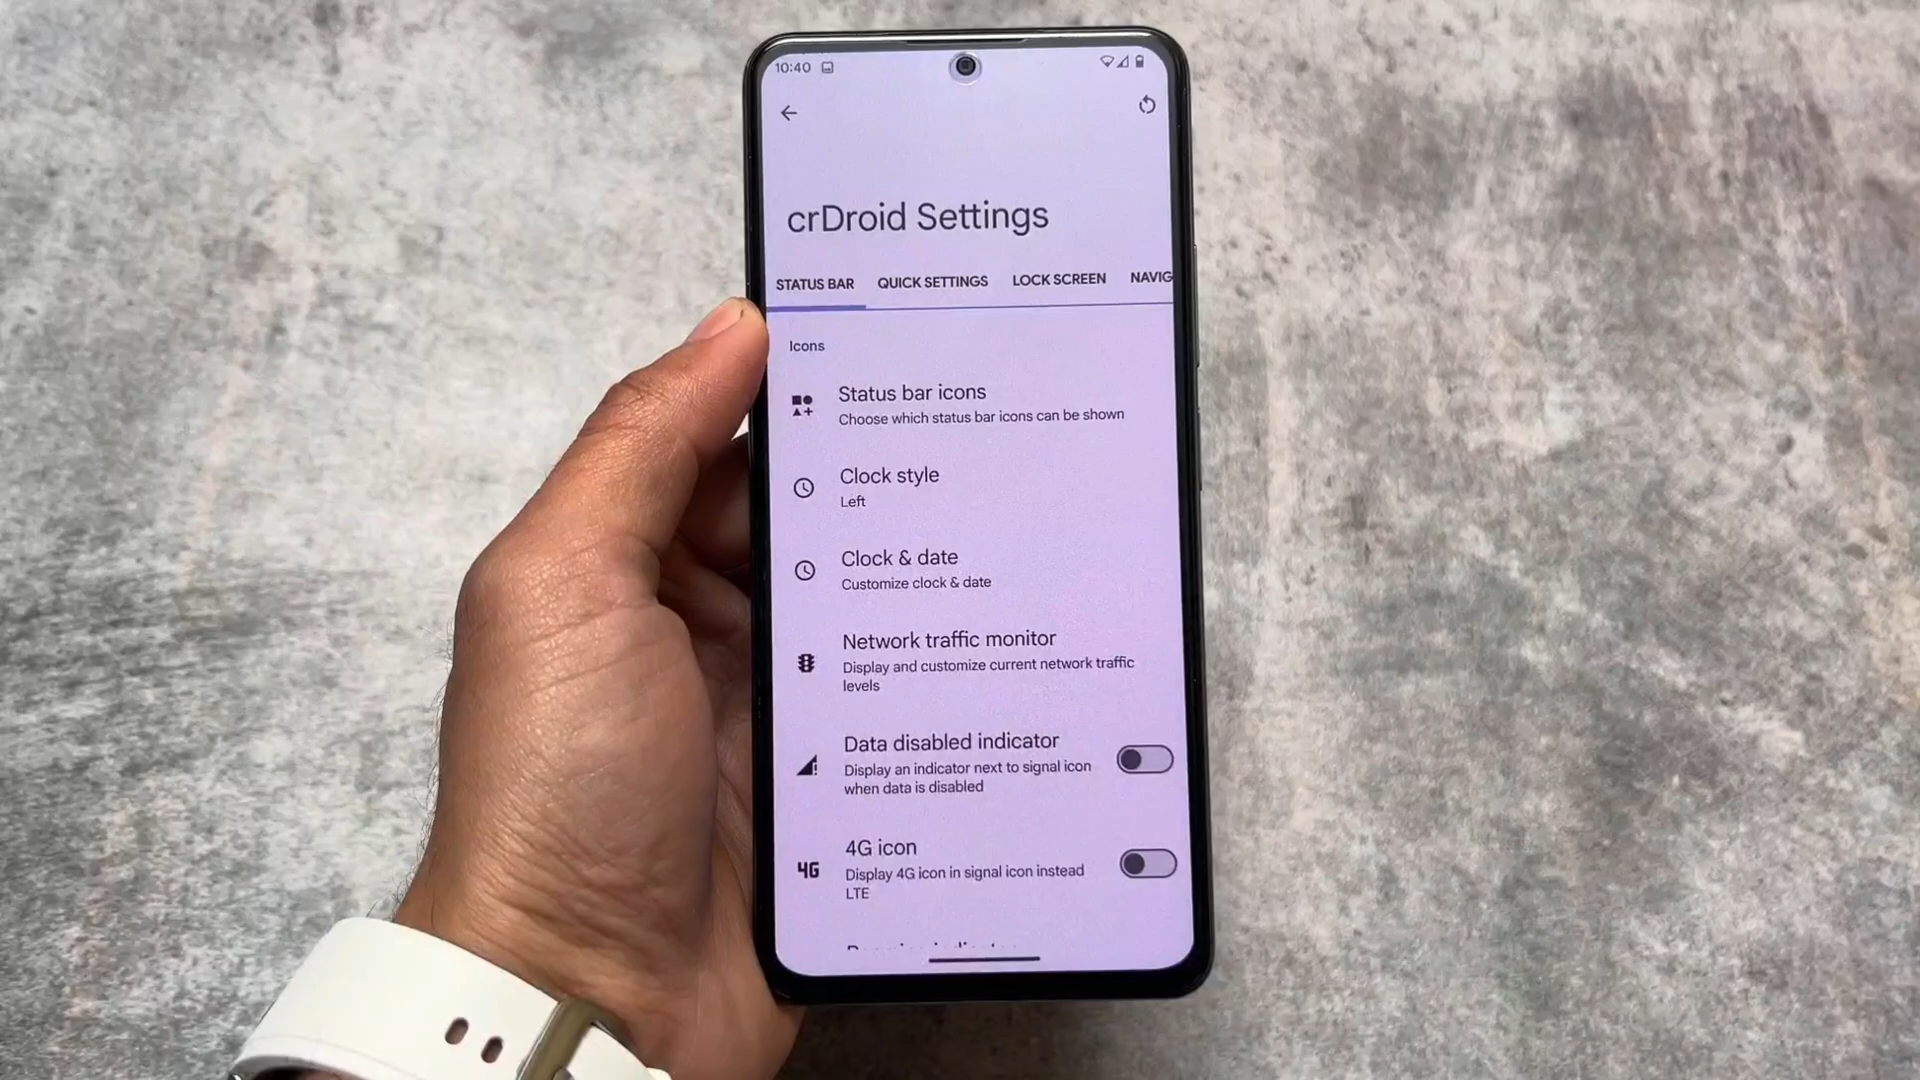 10:40
crDroid Settings
STATUS BAR QUICK SETTINGS LOCK SCREEN NAVIG
Icons
Status bar icons
Choose which status bar icons can be shown
Clock style
Left
Clock & date
Customize clock & date
Network traffic monitor
Display and customize current network traffic
levels
Data disabled indicator
Display an indicator next to signal icon
when data is disabled
4G
4G icon
Display 4G icon in signal icon instead
LTE